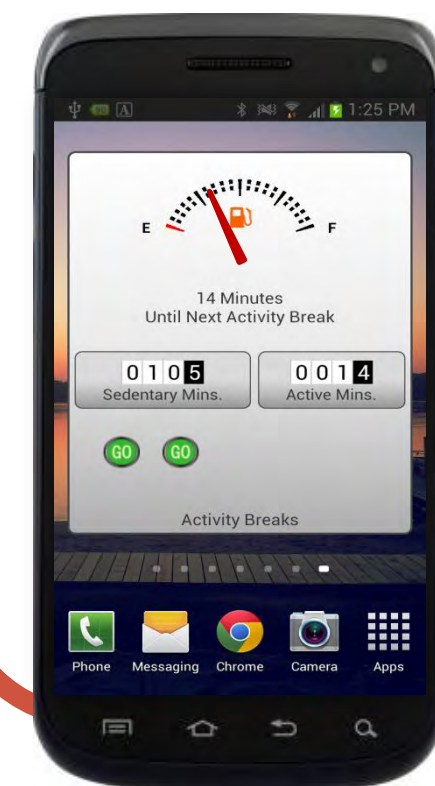 1:25 PM
E F
14 Minutes
Until Next Activity Break
0105 0014
Sedentary Mins. Active Mins.
GO GO
Activity Breaks
Phone Messaging Chrome Camera Apps